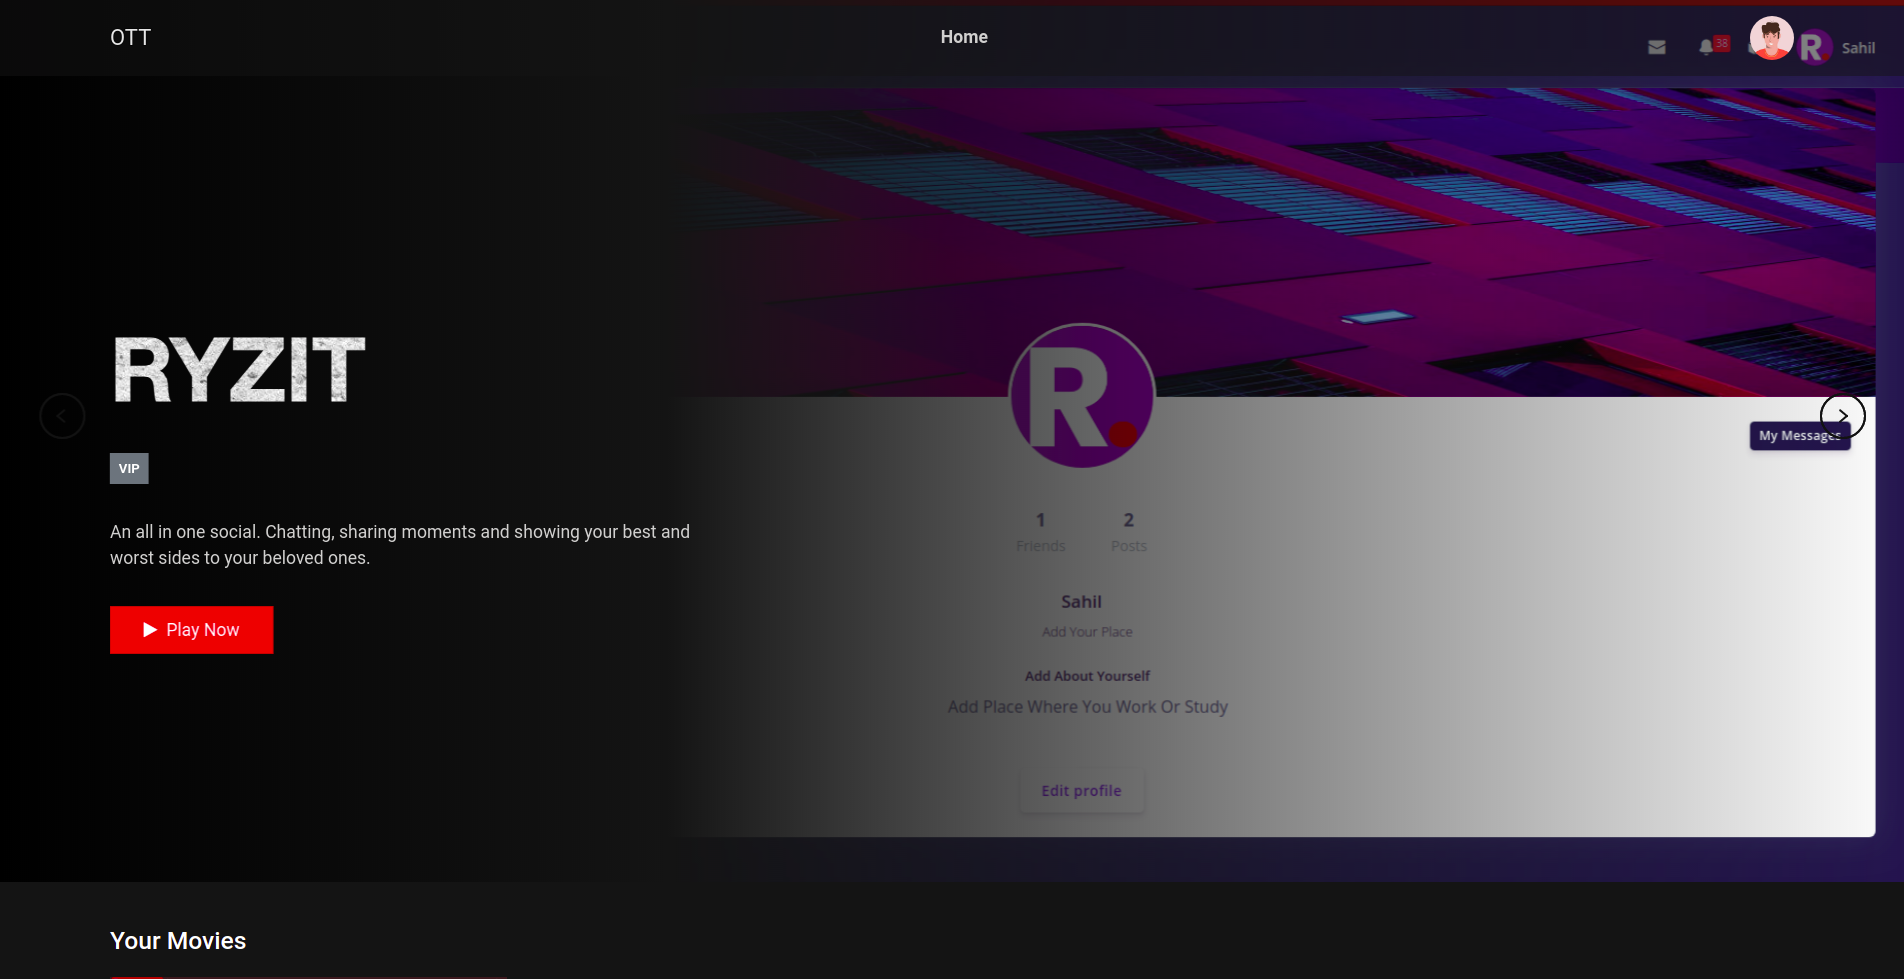 OTT
Home
38
R
Sahil
RYZIT
R.
My Messages
VIP
An all in one social. Chatting, sharing moments and showing your best and
worst sides to your beloved ones.
Play Now
1
2
Friends
Posts
Sahil
Add Your Place
Add About Yourself
Add Place Where You Work Or Study
Edit profile
Your Movies